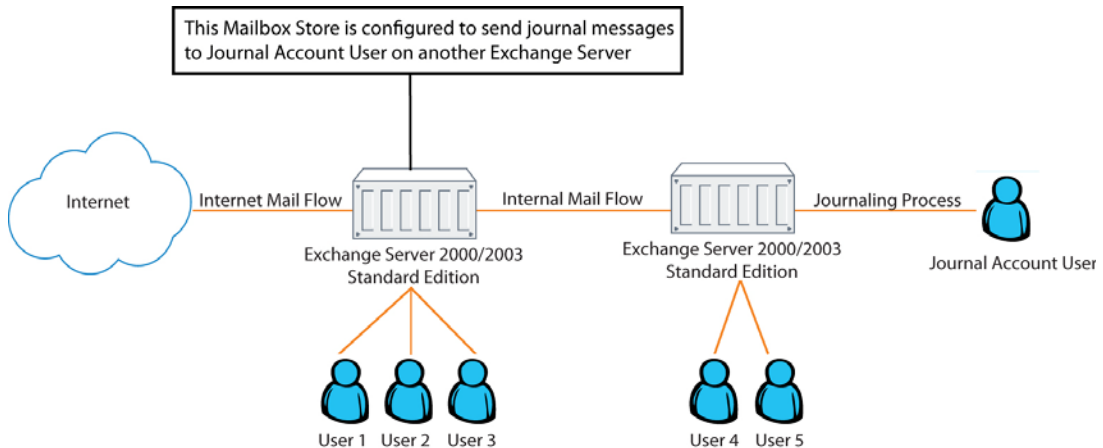 This Mailbox Store is configured to send journal messages
to Journal Account User on another Exchange Server
Internet
Internet Mail Flow
Internal Mail Flow
Journaling Process
Exchange Server 2000/2003
Standard Edition
Exchange Server 2000/2003
Standard Edition
Journal Account User
User 1
User 2
User 3
User 4
User 5